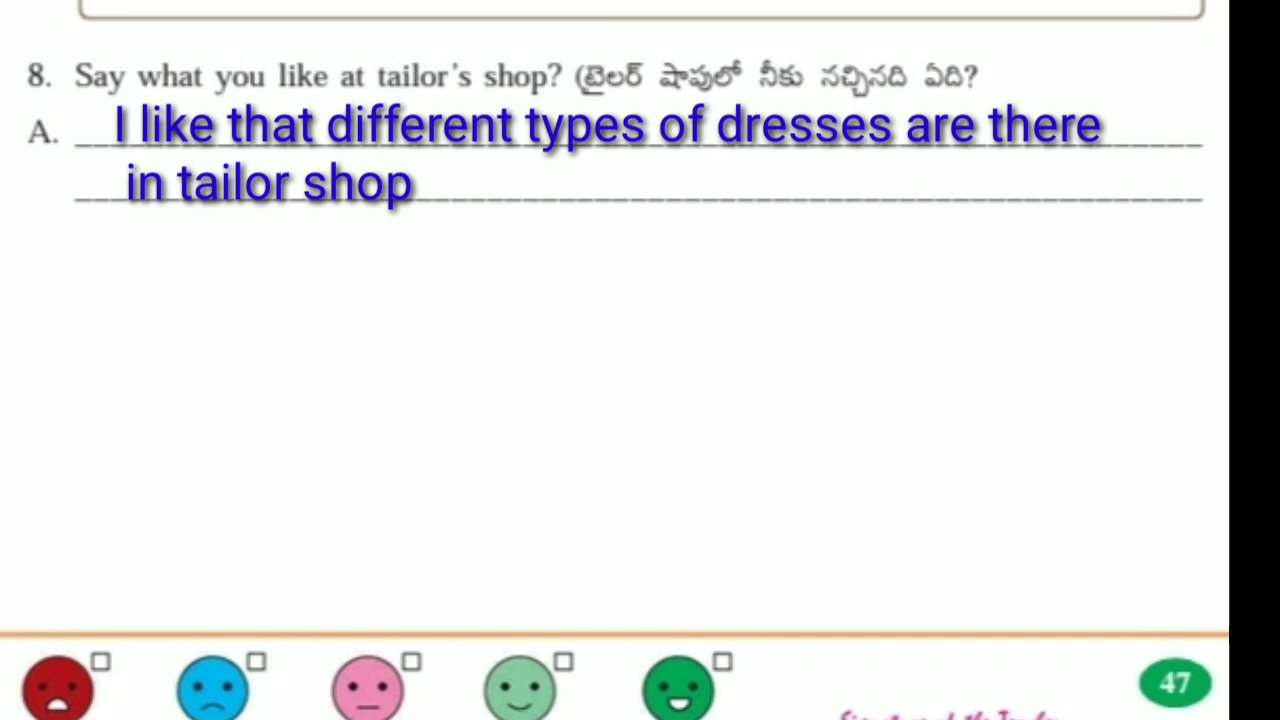 8. Say what you like at tailor's shop? (టైలర్ షాపులో నీకు నచ్చినది ఏది?
A. I like that different types of dresses are there
in tailor shop
47